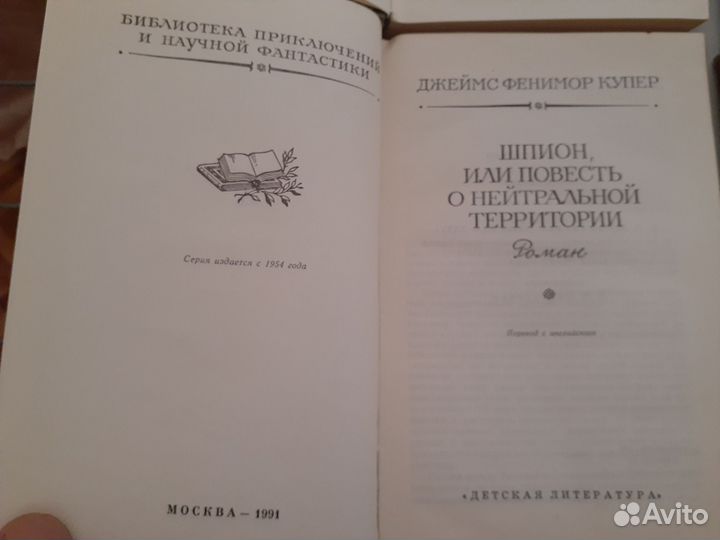 БИБЛИОТЕКА ПРИКЛЮЧЕНИЙ
И НАУЧНОЙ ФАНТАСТИКИ
Серия издается с 1954 года
МОСКВА — 1991
ДЖЕЙМС ФЕНИМОР КУПЕР
ШПИОН,
ИЛИ ПОВЕСТЬ
О НЕЙТРАЛЬНОЙ
ТЕРРИТОРИИ
Роман
Перевод с английского
«ДЕТСКАЯ ЛИТЕРАТУРА»
Avito